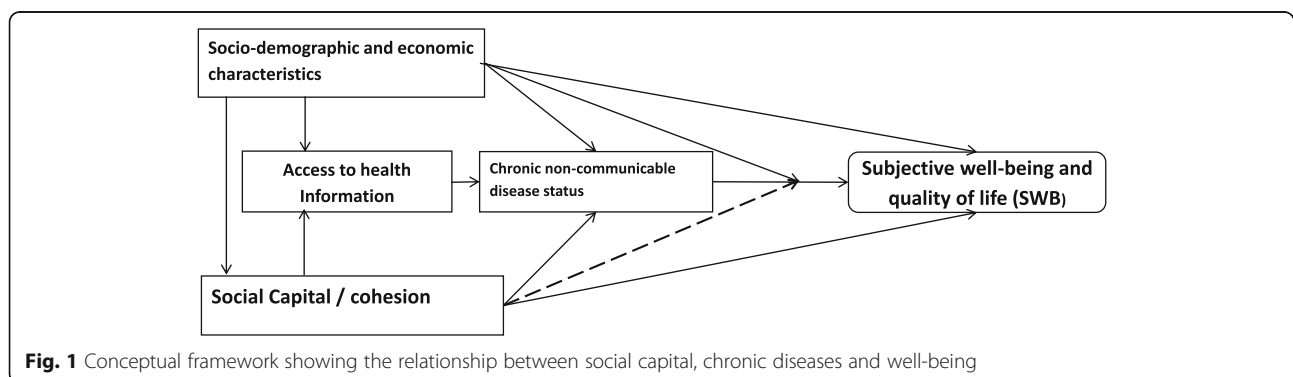 Socio-demographic and economic
characteristics
Access to health
Information
Chronic non-communicable
disease status
Subjective well-being and
quality of life (SWB)
Social Capital / cohesion
Fig. 1 Conceptual framework showing the relationship between social capital, chronic diseases and well-being